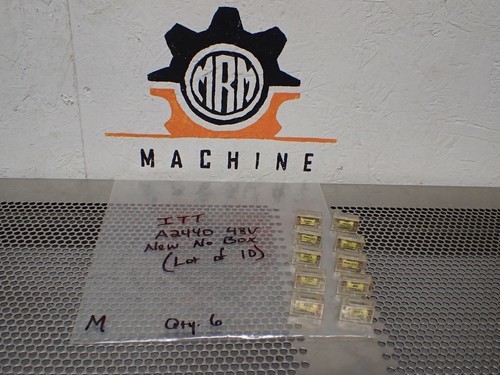 MRM
MACHINE
ITT
A2440 48V
New No Box
(Lot of 10)
M Qty. 6